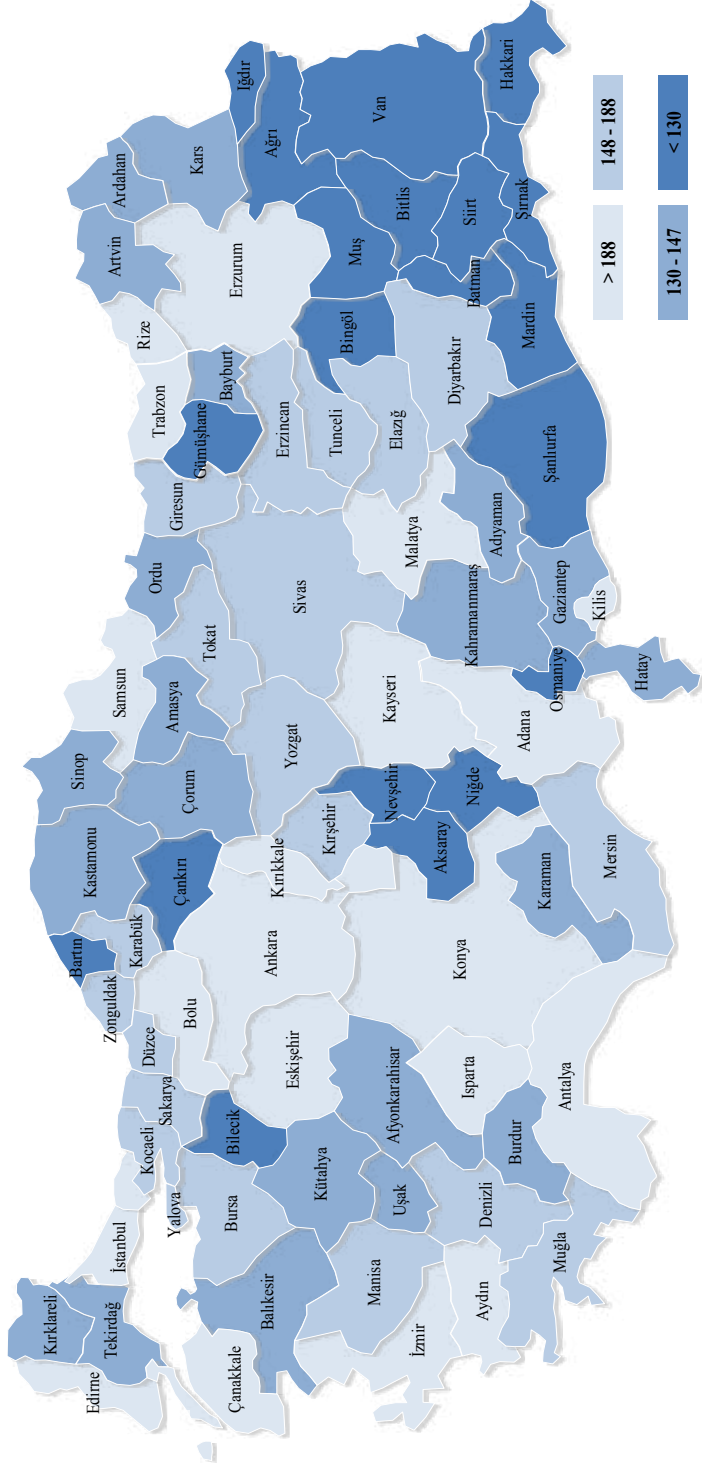 Kırklareli
Edirne
Tekirdağ
İstanbul
Kocaeli
Yalova
Sakarya
Düzce
Zonguldak
Bartın
Karabük
Kastamonu
Sinop
Samsun
Ordu
Giresun
Trabzon
Rize
Artvin
Ardahan
Kars
Iğdır
Ağrı
Erzurum
Bayburt
Gümüşhane
Tokat
Amasya
Çorum
Çankırı
Bolu
Bilecik
Bursa
Balıkesir
Çanakkale
Kütahya
Eskişehir
Ankara
Kırıkkale
Kırşehir
Yozgat
Sivas
Erzincan
Tunceli
Bingöl
Muş
Van
Bitlis
Elazığ
Malatya
Kayseri
Nevşehir
Aksaray
Niğde
Konya
Afyonkarahisar
Uşak
Manisa
İzmir
Aydın
Denizli
Isparta
Burdur
Muğla
Antalya
Karaman
Mersin
Adana
Osmaniye
Kahramanmaraş
Adıyaman
Diyarbakır
Batman
Siirt
Şırnak
Hakkari
Mardin
Şanlıurfa
Gaziantep
Kilis
Hatay
> 188 148 - 188
130 - 147 < 130